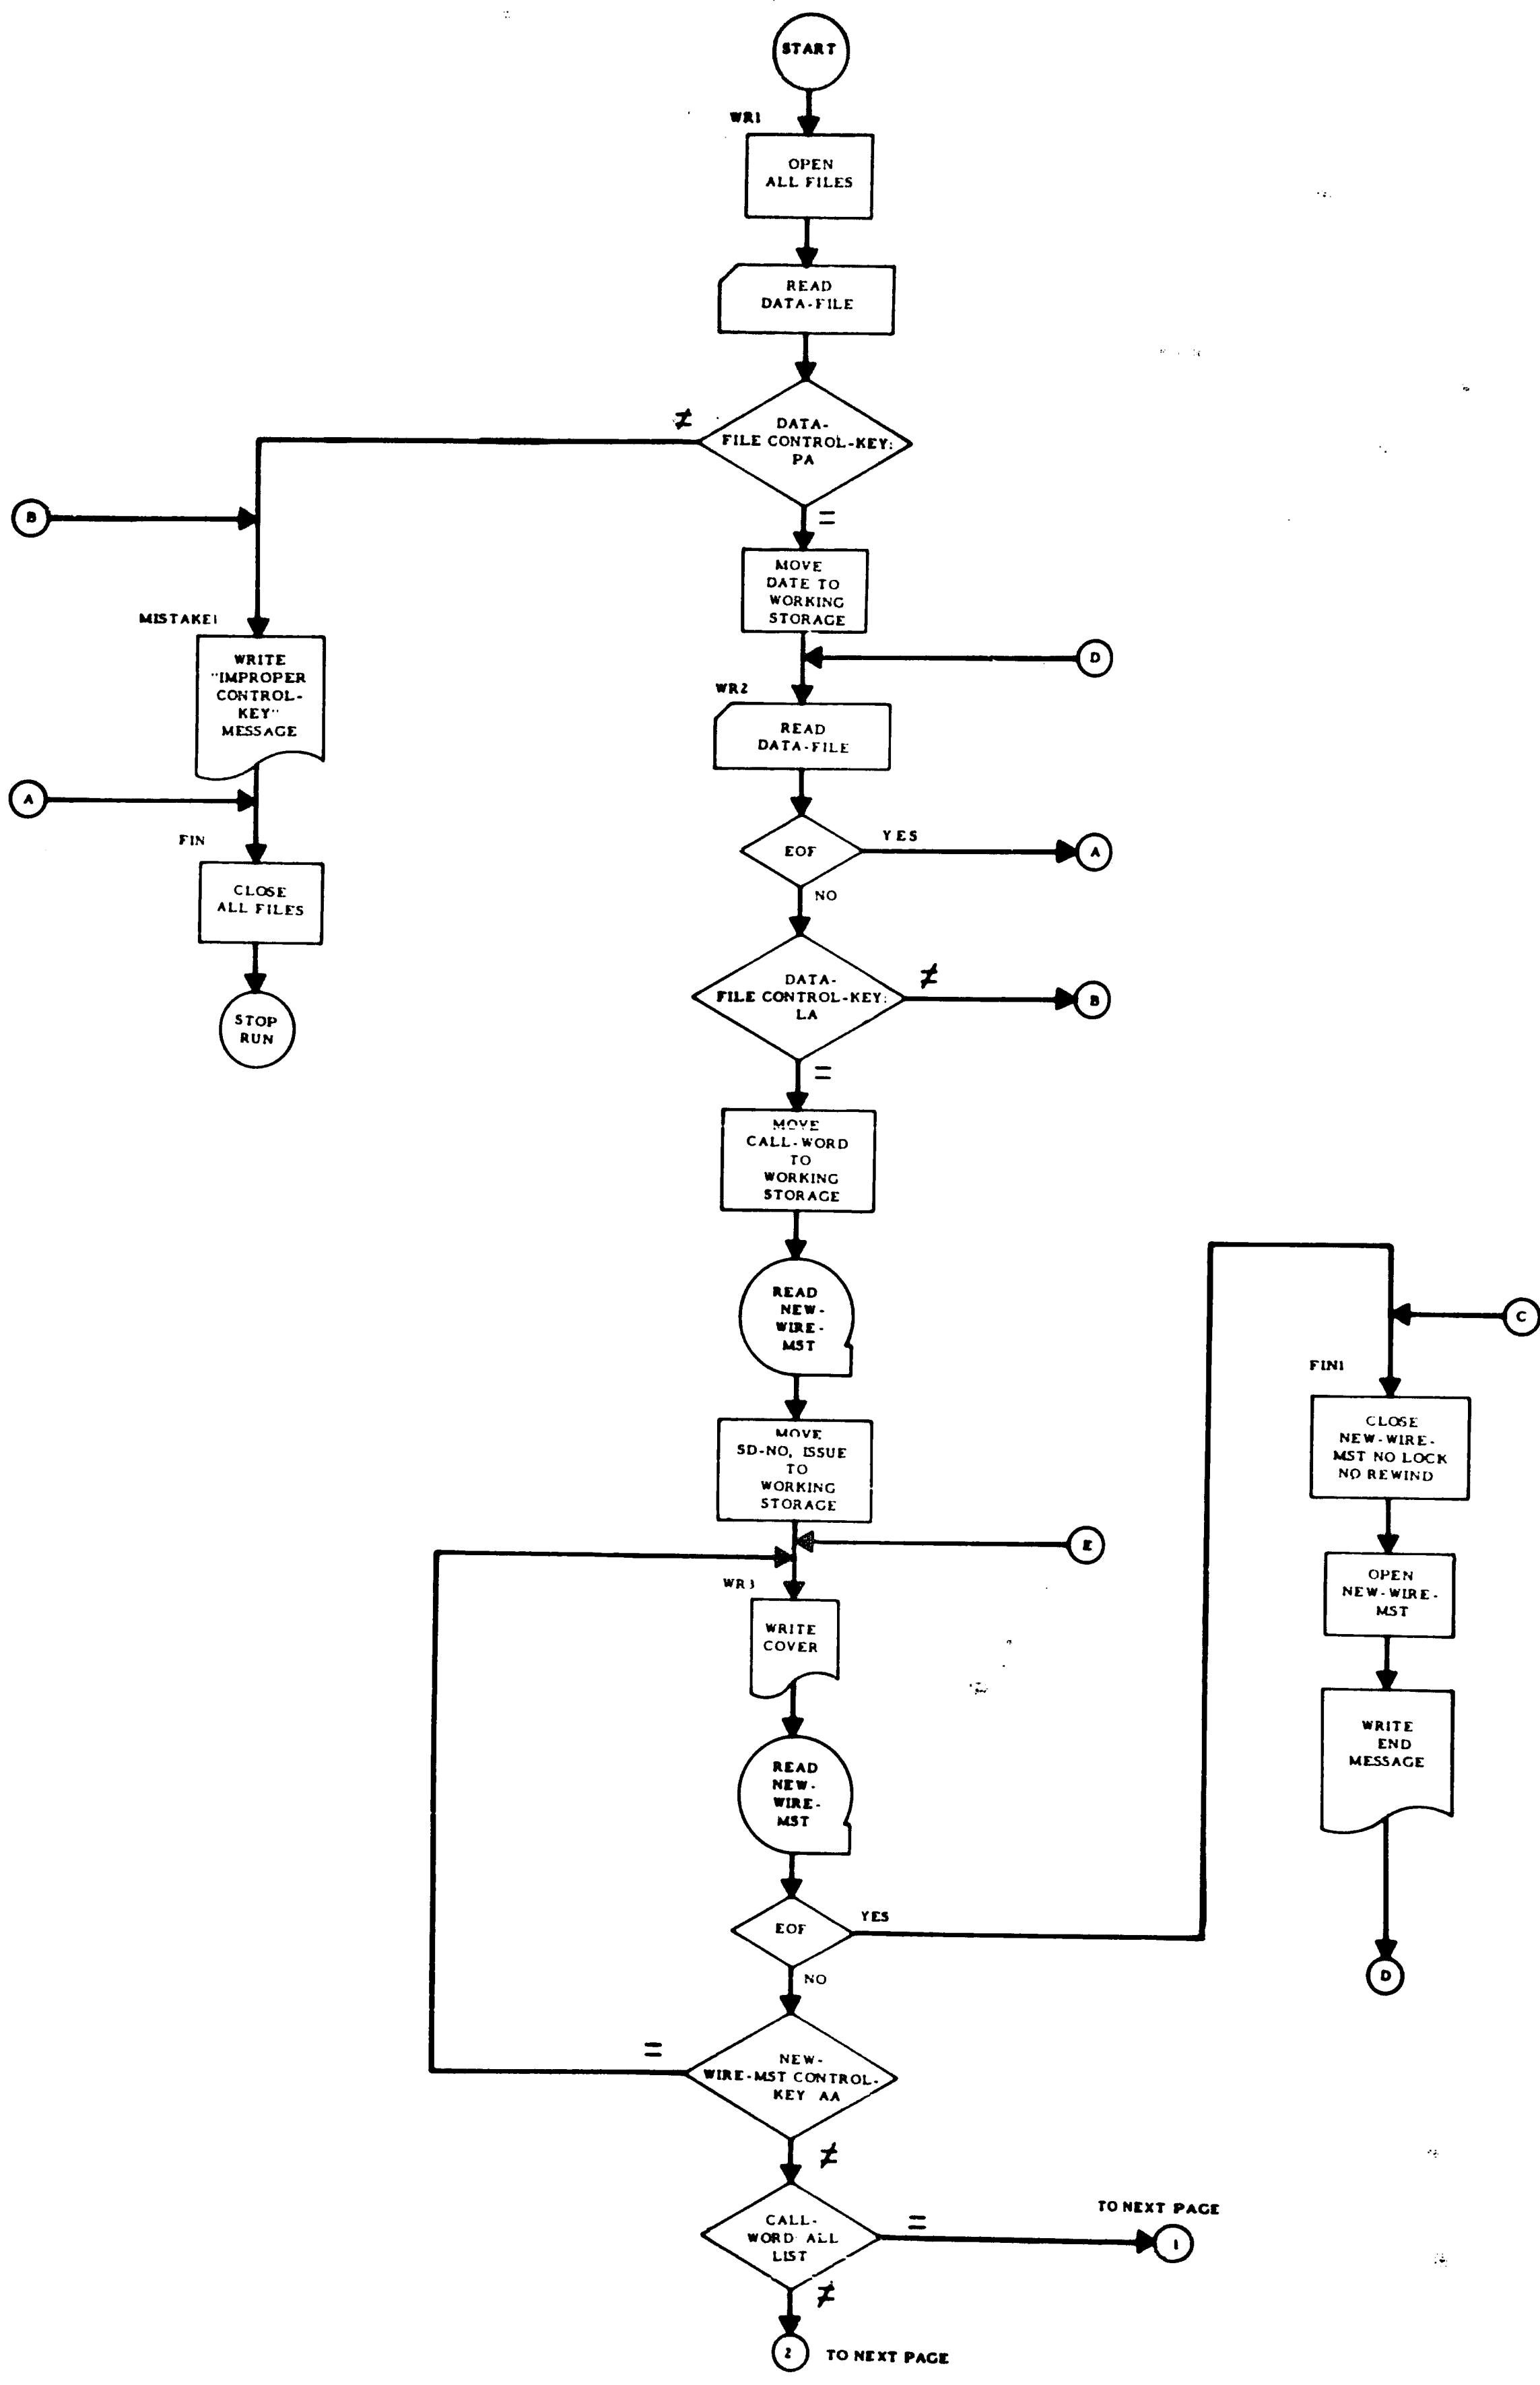 START
WR1
OPEN
ALL FILES
READ
DATA-FILE
≠
DATA-
FILE CONTROL-KEY:
PA
=
B
MOVE
DATE TO
WORKING
STORAGE
MISTAKE1
WRITE
"IMPROPER
CONTROL-
KEY"
MESSAGE
D
WR2
READ
DATA-FILE
A
FIN
CLOSE
ALL FILES
STOP
RUN
EOF
YES
A
NO
DATA-
FILE CONTROL-KEY:
LA
≠
B
=
MOVE
CALL-WORD
TO
WORKING
STORAGE
READ
NEW-
WIRE-
MST
MOVE
SD-NO, ISSUE
TO
WORKING
STORAGE
E
WR3
WRITE
COVER
READ
NEW-
WIRE-
MST
EOF
YES
NO
C
FIN1
CLOSE
NEW-WIRE-
MST NO LOCK
NO REWIND
OPEN
NEW-WIRE-
MST
WRITE
END
MESSAGE
D
=
NEW-
WIRE-MST CONTROL-
KEY AA
≠
CALL-
WORD: ALL
LIST
=
TO NEXT PAGE
1
≠
2 TO NEXT PAGE